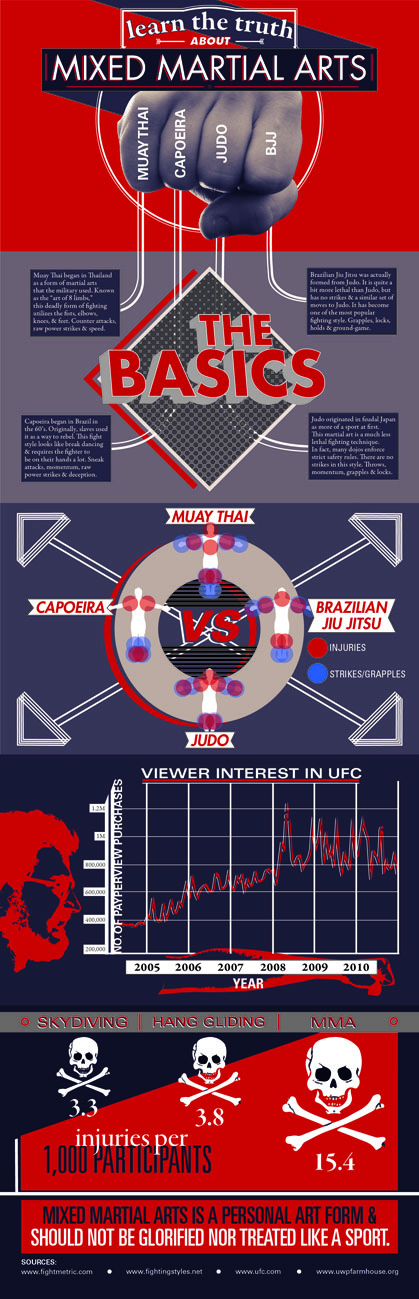 learn the truth
ABOUT
MIXED MARTIAL ARTS
MUAY THAI
CAPOEIRA
JUDO
BJJ
Muay Thai began in Thailand
as a form of martial arts
that the military used. Known
as the "art of 8 limbs,"
this deadly form of fighting
utilizes the fists, elbows,
knees, & feet. Counter attacks,
raw power strikes & speed.
Brazilian Jiu Jitsu was actually
formed from Judo. It is quite a
bit more lethal than Judo, but
has no strikes & a similar set of
moves to Judo. It has become
one of the most popular
fighting style. Grapples, locks,
holds & ground-game.
THE
BASICS
Capoeira began in Brazil in
the 60's. Originally, slaves used
it as a way to rebel. This fight
style looks like break dancing
& requires the fighter to
be on their hands a lot. Sneak
attacks, momentum, raw
power strikes & deception.
Judo originated in feudal Japan
as more of a sport at first.
This martial art is a much less
lethal fighting technique.
In fact, many dojos enforce
strict safety rules. There are no
strikes in this style. Throws,
momentum, grapples & locks.
MUAY THAI
CAPOEIRA
VS
BRAZILIAN
JIU JITSU
INJURIES
STRIKES/GRAPPLES
JUDO
VIEWER INTEREST IN UFC
NO. OF PAYPERVIEW PURCHASES
1.2M
1M
800,000
600,000
400,000
200,000
2005 2006 2007 2008 2009 2010
YEAR
SKYDIVING HANG GLIDING MMA
3.3
3.8
15.4
injuries per
1,000 PARTICIPANTS
MIXED MARTIAL ARTS IS A PERSONAL ART FORM &
SHOULD NOT BE GLORIFIED NOR TREATED LIKE A SPORT.
SOURCES:
www.fightmetric.com www.fightingstyles.net www.ufc.com www.uwpfarmhouse.org